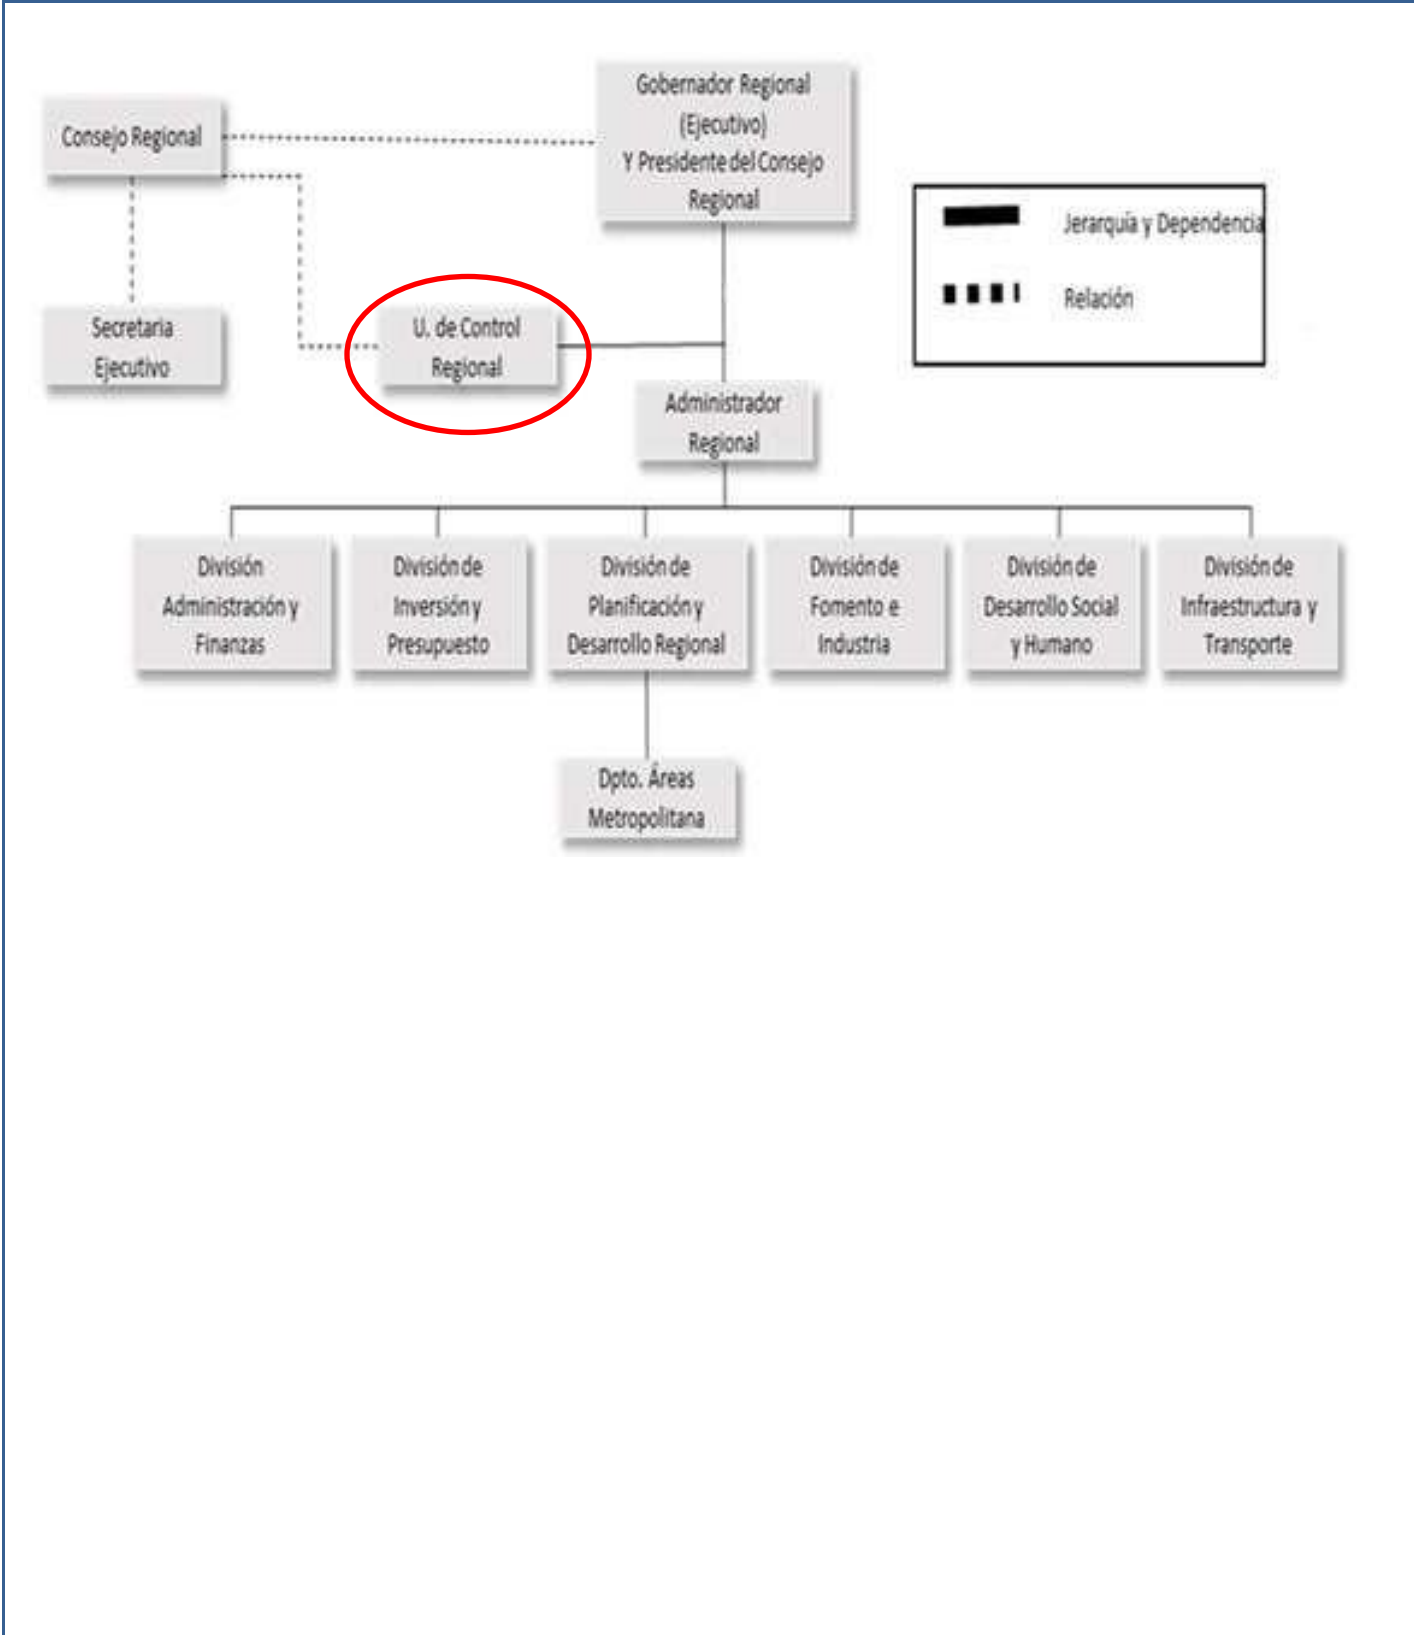 Gobernador Regional
(Ejecutivo)
Y Presidente del Consejo
Regional
Consejo Regional
Jerarquía y Dependencia
Relación
Secretaria
Ejecutivo
U. de Control
Regional
Administrador
Regional
División
Administración y
Finanzas
División de
Inversión y
Presupuesto
División de
Planificación y
Desarrollo Regional
División de
Fomento e
Industria
División de
Desarrollo Social
y Humano
División de
Infraestructura y
Transporte
Dpto. Áreas
Metropolitana